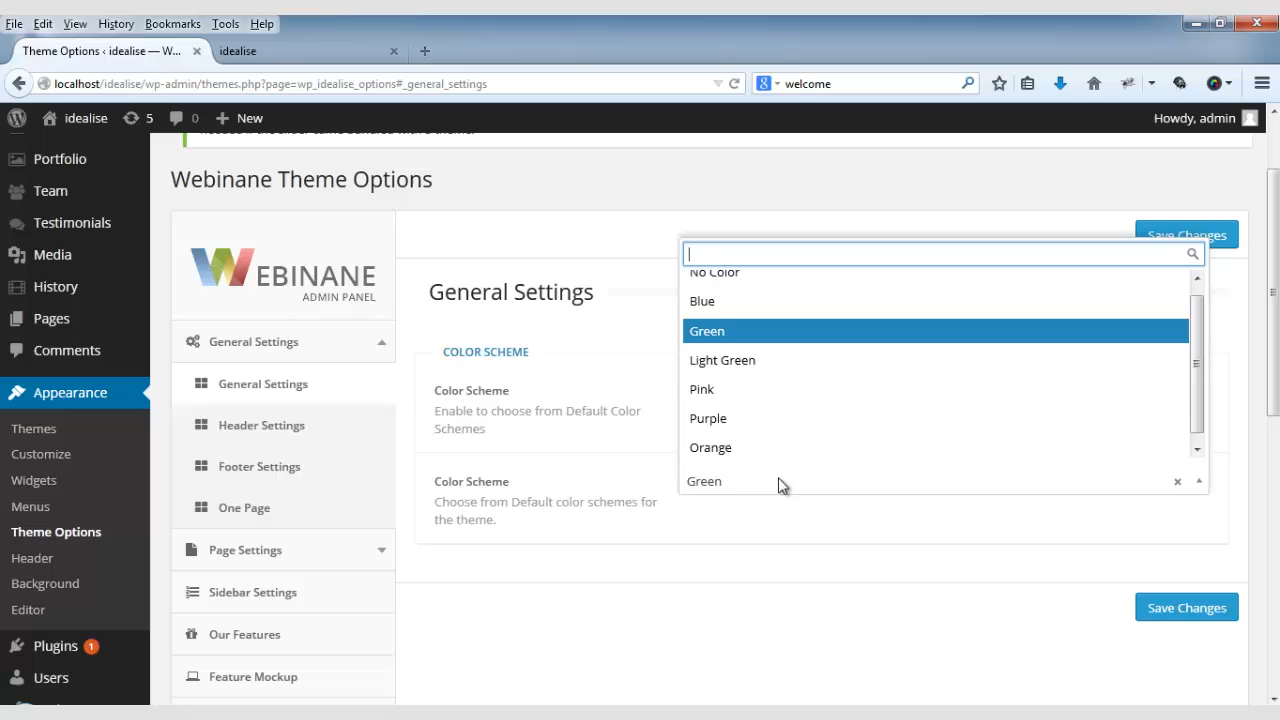 File Edit View History Bookmarks Tools Help
Theme Options ‹ idealise — W...
idealise
localhost/idealise/wp-admin/themes.php?page=wp_idealise_options#_general_settings
welcome
idealise 5 0 New
Howdy, admin
Portfolio
Team
Testimonials
Media
History
Pages
Comments
Appearance
Themes
Customize
Widgets
Menus
Theme Options
Header
Background
Editor
Plugins 1
Users
Webinane Theme Options
WEBINANE
ADMIN PANEL
General Settings
General Settings
Header Settings
Footer Settings
One Page
Page Settings
Sidebar Settings
Our Features
Feature Mockup
Save Changes
General Settings
COLOR SCHEME
Color Scheme
Enable to choose from Default Color
Schemes
Color Scheme
Choose from Default color schemes for
the theme.
No Color
Blue
Green
Light Green
Pink
Purple
Orange
Green
Save Changes